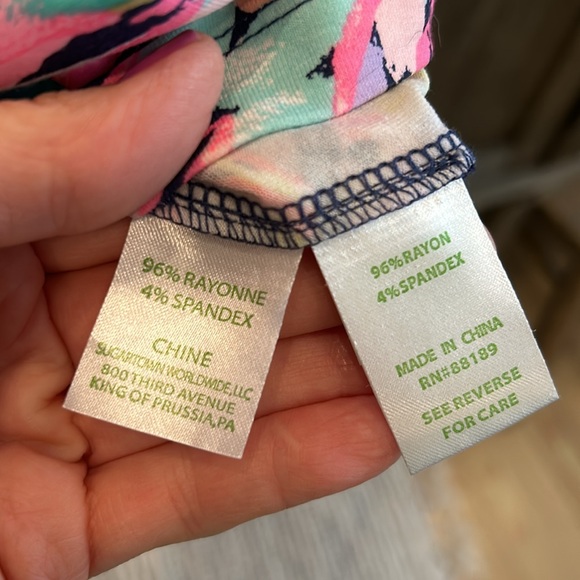 96% RAYONNE
4% SPANDEX
CHINE
SUGARTOWN WORLDWIDE, LLC
800 THIRD AVENUE
KING OF PRUSSIA, PA
96% RAYON
4% SPANDEX
MADE IN CHINA
RN#88189
SEE REVERSE
FOR CARE